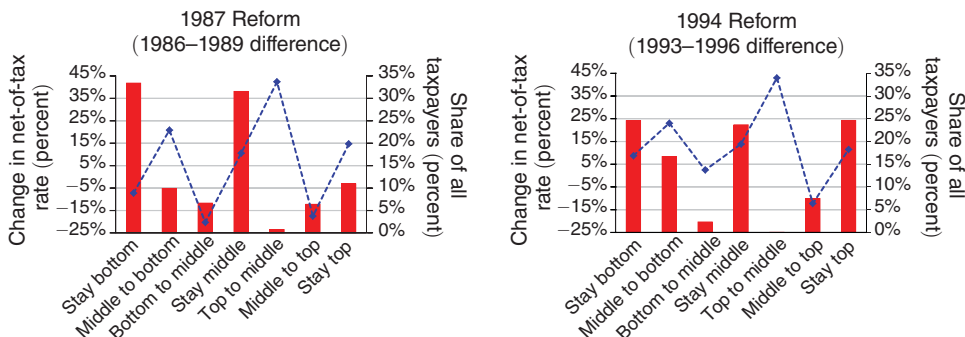 1987 Reform
(1986–1989 difference)
Change in net-of-tax
rate (percent)
45%
35%
25%
15%
5%
−5%
−15%
−25%
35%
30%
25%
20%
15%
10%
5%
0%
Share of all
taxpayers (percent)
Stay bottom
Middle to bottom
Bottom to middle
Stay middle
Top to middle
Middle to top
Stay top
1994 Reform
(1993–1996 difference)
Change in net-of-tax
rate (percent)
45%
35%
25%
15%
5%
−5%
−15%
−25%
35%
30%
25%
20%
15%
10%
5%
0%
Share of all
taxpayers (percent)
Stay bottom
Middle to bottom
Bottom to middle
Stay middle
Top to middle
Middle to top
Stay top